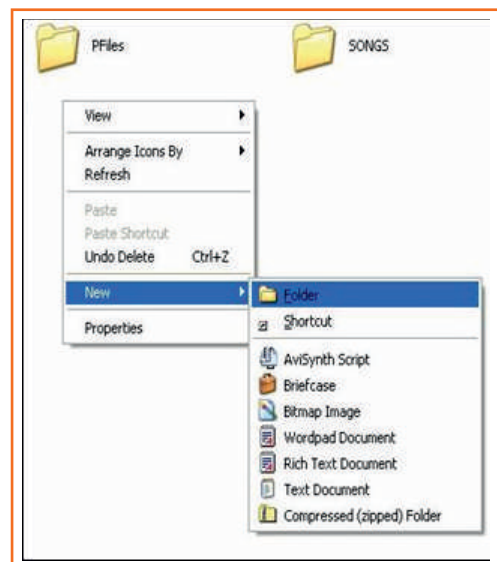 PFiles
SONGS
View
Arrange Icons By
Refresh
Paste
Paste Shortcut
Undo Delete Ctrl+Z
New
Properties
Folder
Shortcut
AviSynth Script
Briefcase
Bitmap Image
Wordpad Document
Rich Text Document
Text Document
Compressed (zipped) Folder